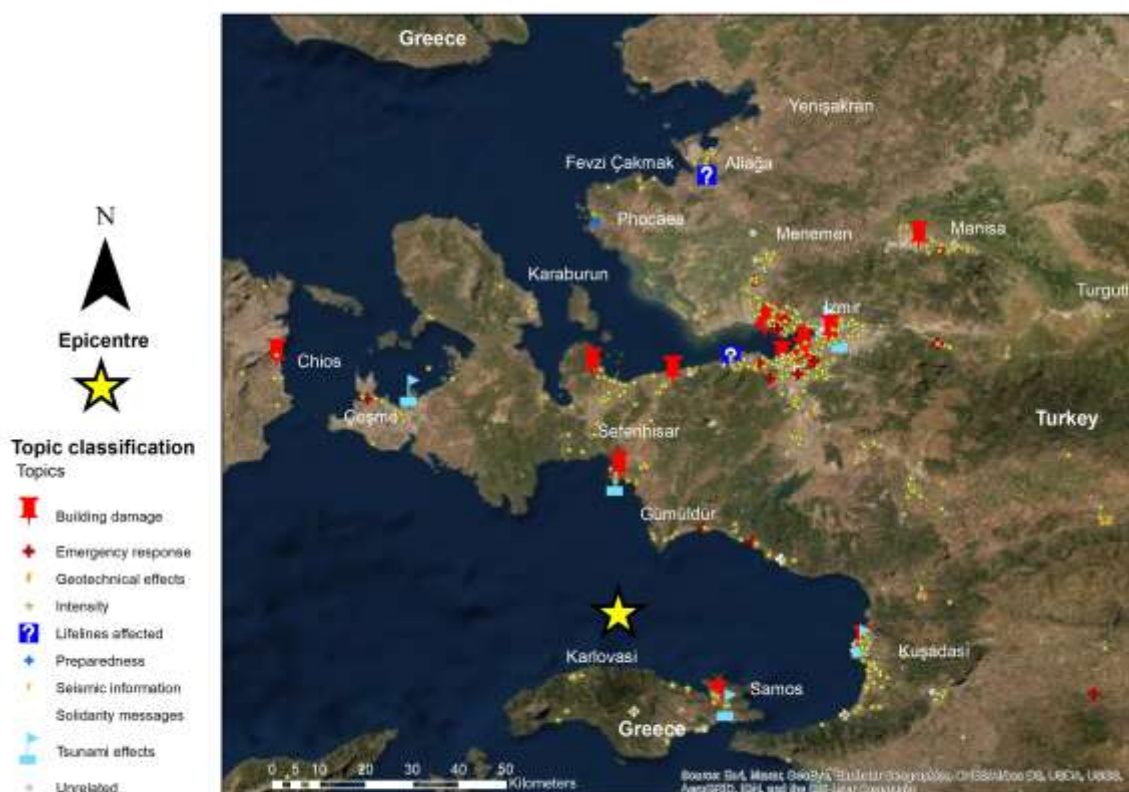 Greece
Yenişakran
Fevzi Çakmak
Aliağa
Phocaea
Menemen
Manisa
N
Karaburun
Turgutl
İzmir
Epicentre
Chios
Çeşme
Turkey
Seferihisar
Topic classification
Topics
Building damage
Gümüldür
Emergency response
Geotechnical effects
Intensity
Lifelines affected
Karlovasi
Kuşadasi
Preparedness
Seismic information
Samos
Solidarity messages
Greece
Tsunami effects
0 5 10 20 30 40 50
Kilometers
Unrelated